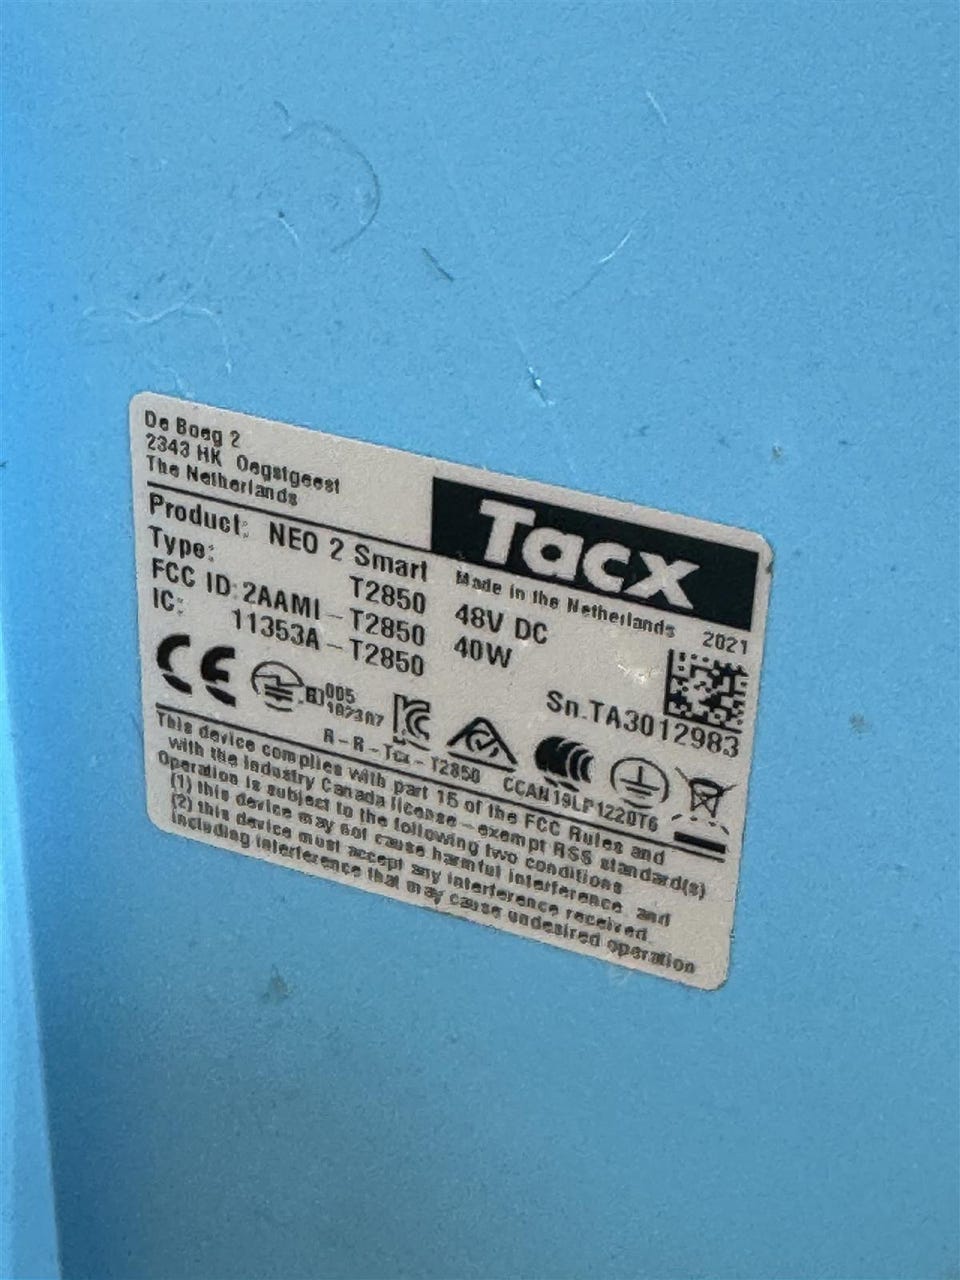 De Boeg 2
2343 HK Oegstgeest
The Netherlands
Tacx
Product: NEO 2 Smart
Made in the Netherlands 2021
Type: T2850
48V DC
FCC ID: 2AAMI-T2850
40W
IC: 11353A-T2850
Sn.TA3012983
CE
R-R-Tcx-T2850
CCAN19LP1220T6
This device complies with part 15 of the FCC Rules and
with the Industry Canada license-exempt RSS standard(s)
Operation is subject to the following two conditions
(1) this device may not cause harmful interference, and
(2) this device must accept any interference received
including interference that may cause undesired operation